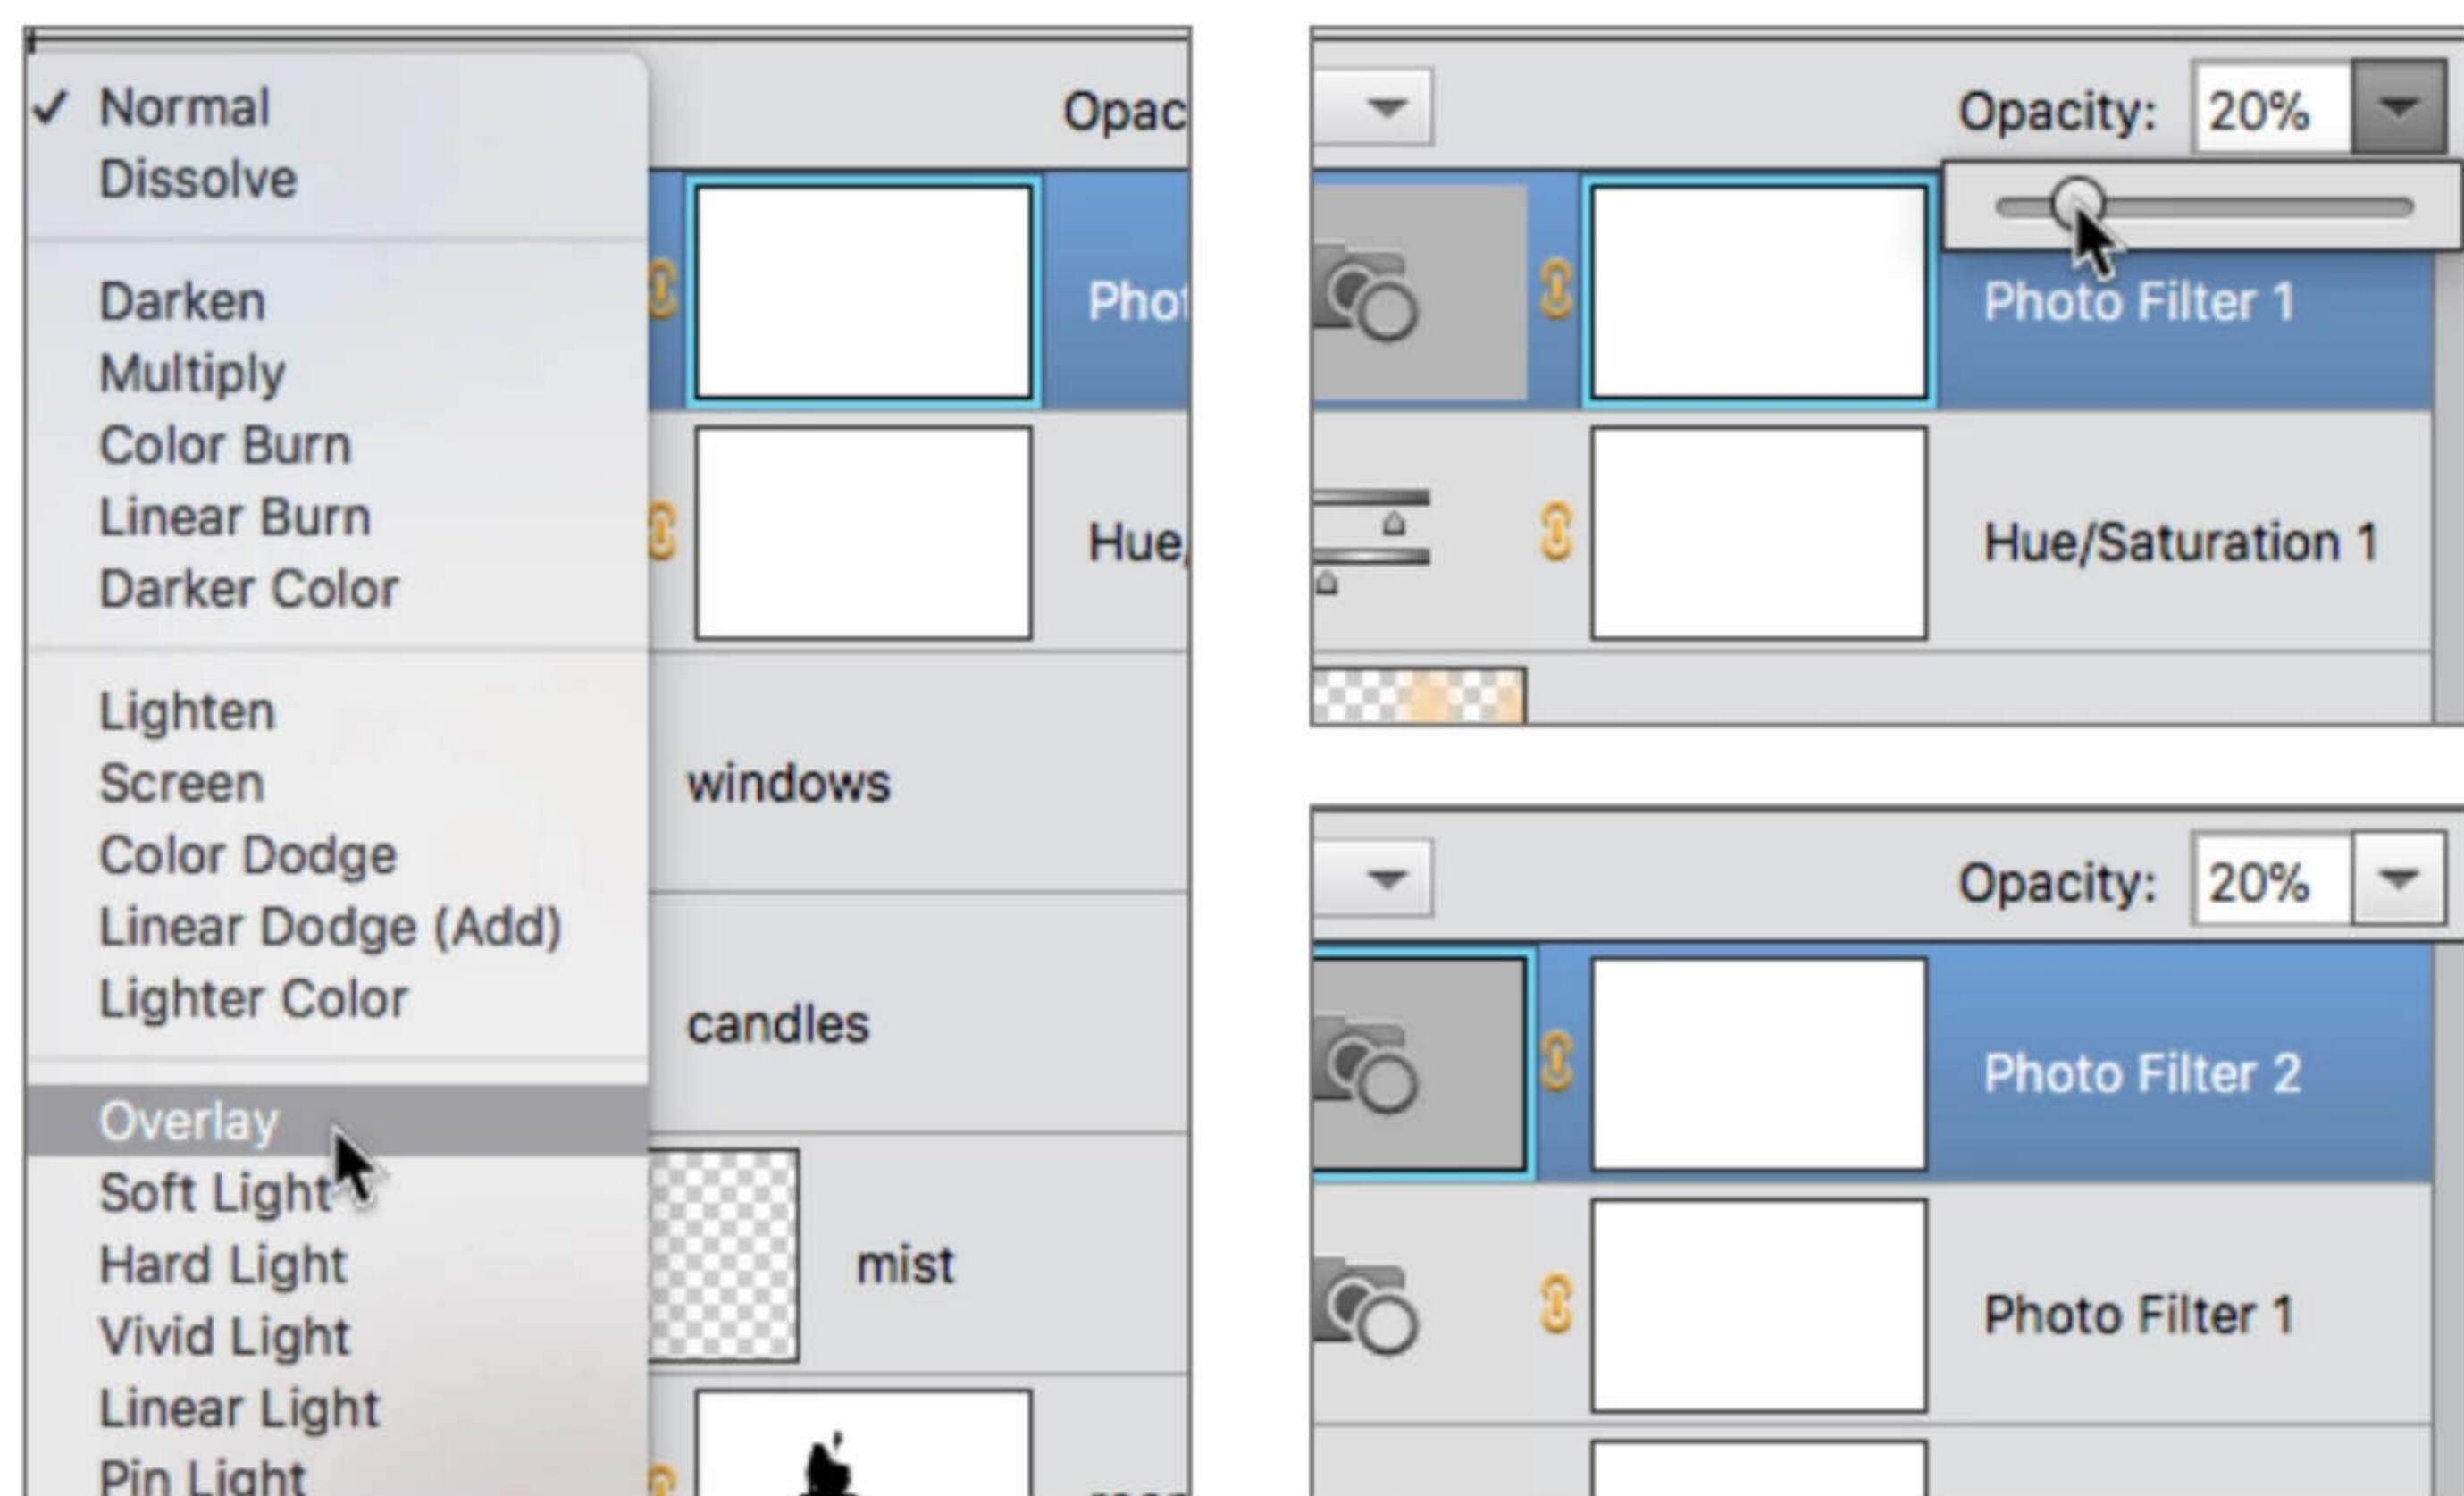 Normal
Dissolve
Darken
Multiply
Color Burn
Linear Burn
Darker Color
Lighten
Screen
Color Dodge
Linear Dodge (Add)
Lighter Color
Overlay
Soft Light
Hard Light
Vivid Light
Linear Light
Pin Light
Opac
Phot
Hue/
windows
candles
mist
Opacity: 20%
Photo Filter 1
Hue/Saturation 1
Opacity: 20%
Photo Filter 2
Photo Filter 1